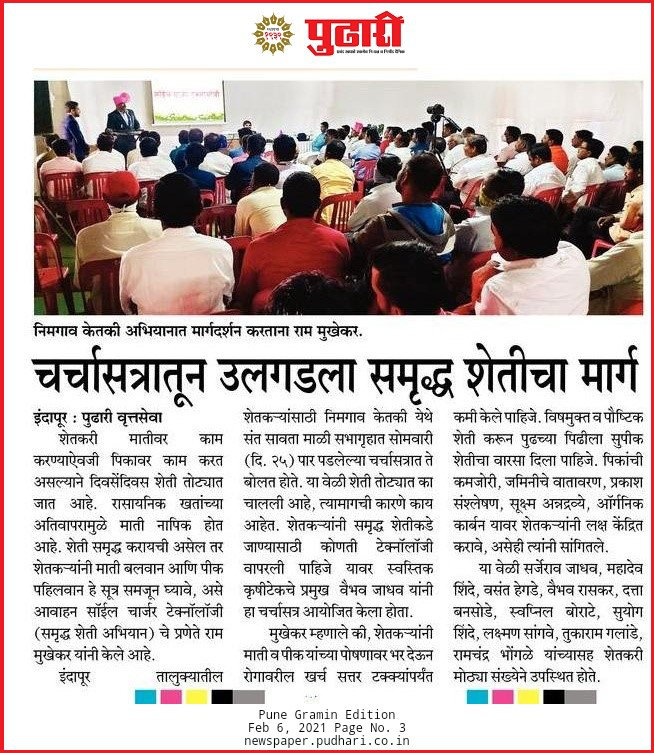 स्थापना
१९३९
पुढारी
निमगाव केतकी अभियानात मार्गदर्शन करताना राम मुखेकर.
चर्चासत्रातून उलगडला समृद्ध शेतीचा मार्ग
इंदापूर : पुढारी वृत्तसेवा
शेतकरी मातीवर काम
करण्याऐवजी पिकावर काम करत
असल्याने दिवसेंदिवस शेती तोट्यात
जात आहे. रासायनिक खतांच्या
अतिवापरामुळे माती नापिक होत
आहे. शेती समृद्ध करायची असेल तर
शेतकऱ्यांनी माती बलवान आणि पीक
पहिलवान हे सूत्र समजून घ्यावे, असे
आवाहन सॉईल चार्जर टेक्नॉलॉजी
(समृद्ध शेती अभियान) चे प्रणेते राम
मुखेकर यांनी केले आहे.
इंदापूर तालुक्यातील
शेतकऱ्यांसाठी निमगाव केतकी येथे
संत सावता माळी सभागृहात सोमवारी
(दि. २५) पार पडलेल्या चर्चासत्रात ते
बोलत होते. या वेळी शेती तोट्यात का
चालली आहे, त्यामागची कारणे काय
आहेत. शेतकऱ्यांनी समृद्ध शेतीकडे
जाण्यासाठी कोणती टेक्नॉलॉजी
वापरली पाहिजे यावर स्वस्तिक
कृषीटेकचे प्रमुख वैभव जाधव यांनी
हा चर्चासत्र आयोजित केला होता.
मुखेकर म्हणाले की, शेतकऱ्यांनी
माती व पीक यांच्या पोषणावर भर देऊन
रोगावरील खर्च सत्तर टक्क्यांपर्यंत
कमी केले पाहिजे. विषमुक्त व पौष्टिक
शेती करून पुढच्या पिढीला सुपीक
शेतीचा वारसा दिला पाहिजे. पिकांची
कमजोरी, जमिनीचे वातावरण, प्रकाश
संश्लेषण, सूक्ष्म अन्नद्रव्ये, ऑर्गनिक
कार्बन यावर शेतकऱ्यांनी लक्ष केंद्रित
करावे, असेही त्यांनी सांगितले.
या वेळी सर्जेराव जाधव, महादेव
शिंदे, वसंत हेगडे, वैभव रासकर, दत्ता
बनसोडे, स्वप्निल बोराटे, सुयोग
शिंदे, लक्ष्मण सांगवे, तुकाराम गलांडे,
रामचंद्र भोंगळे यांच्यासह शेतकरी
मोठ्या संख्येने उपस्थित होते.
Pune Gramin Edition
Feb 6, 2021 Page No. 3
newspaper.pudhari.co.in